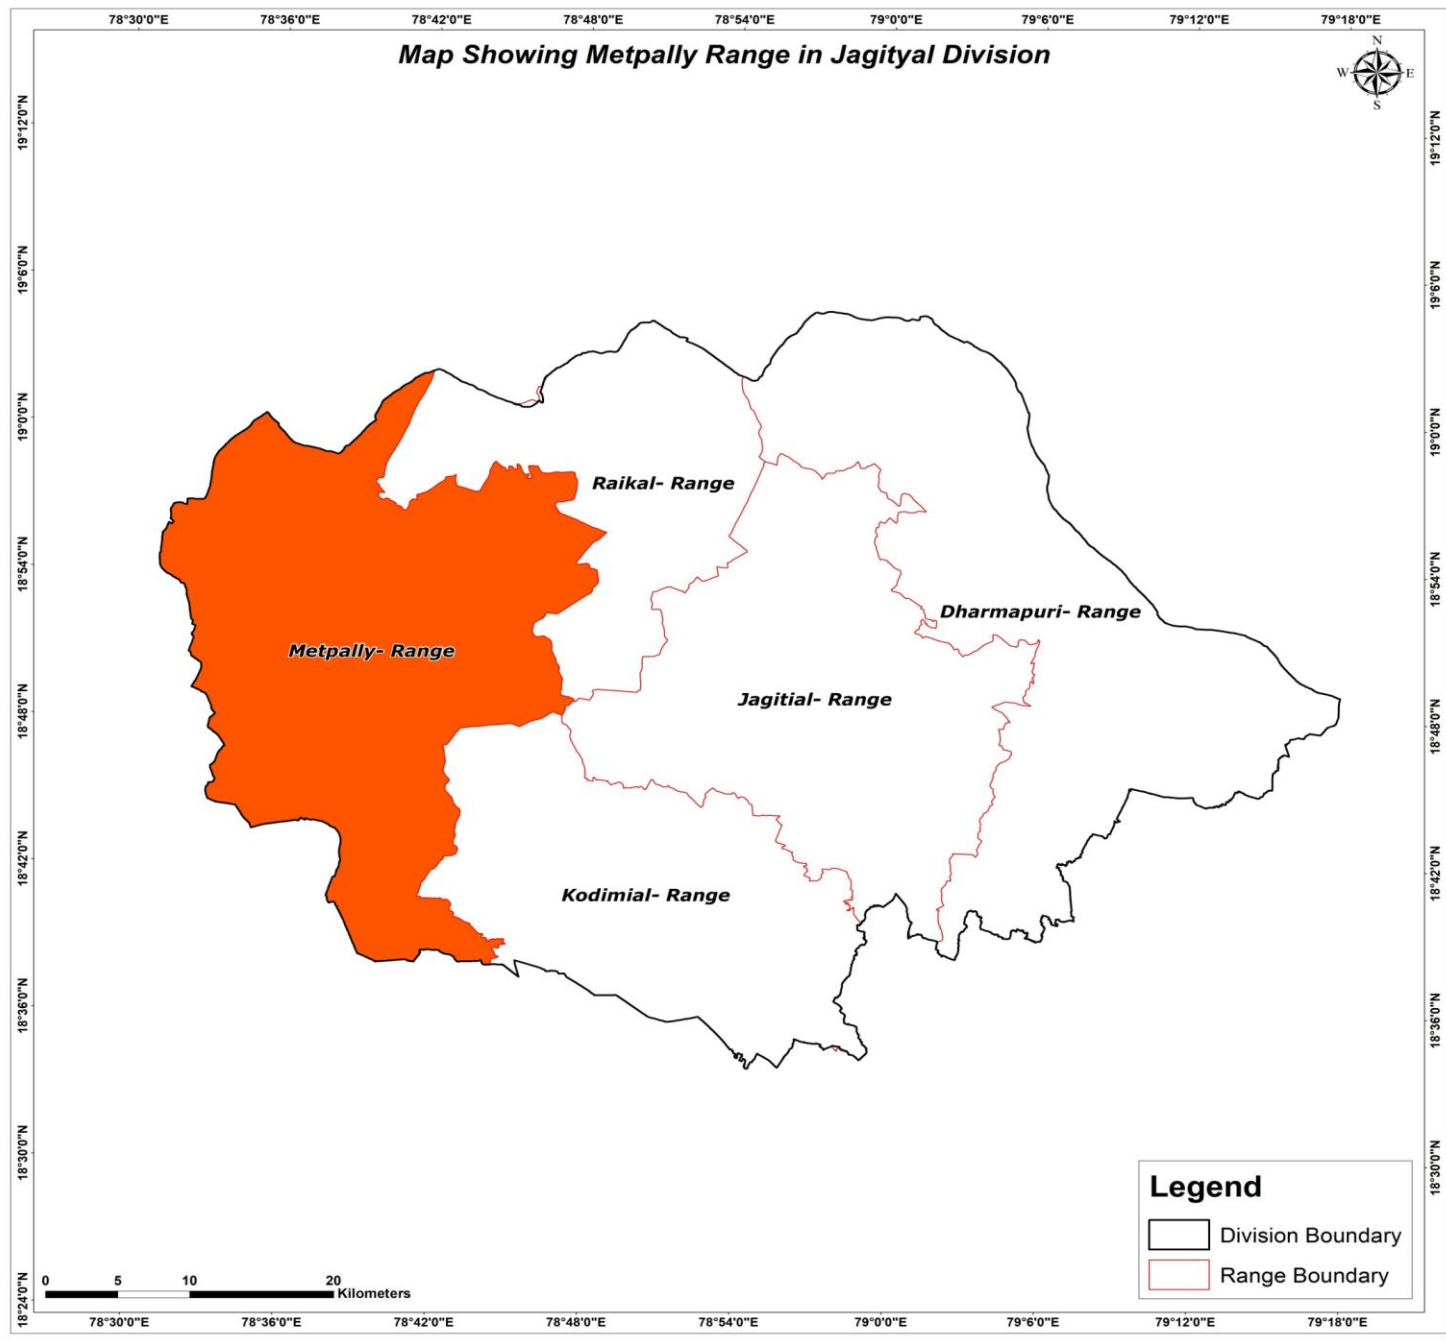 78°30'0"E 78°36'0"E 78°42'0"E 78°48'0"E 78°54'0"E 79°0'0"E 79°6'0"E 79°12'0"E 79°18'0"E
Map Showing Metpally Range in Jagityal Division
N
W E
S
19°12'0"N 19°12'0"N
19°6'0"N 19°6'0"N
19°0'0"N 19°0'0"N
Raikal- Range
18°54'0"N 18°54'0"N
Dharmapuri- Range
Metpally- Range
Jagitial- Range
18°48'0"N 18°48'0"N
18°42'0"N 18°42'0"N
Kodimial- Range
18°36'0"N 18°36'0"N
18°30'0"N 18°30'0"N
Legend
Division Boundary
Range Boundary
0 5 10 20
Kilometers
18°24'0"N
78°30'0"E 78°36'0"E 78°42'0"E 78°48'0"E 78°54'0"E 79°0'0"E 79°6'0"E 79°12'0"E 79°18'0"E